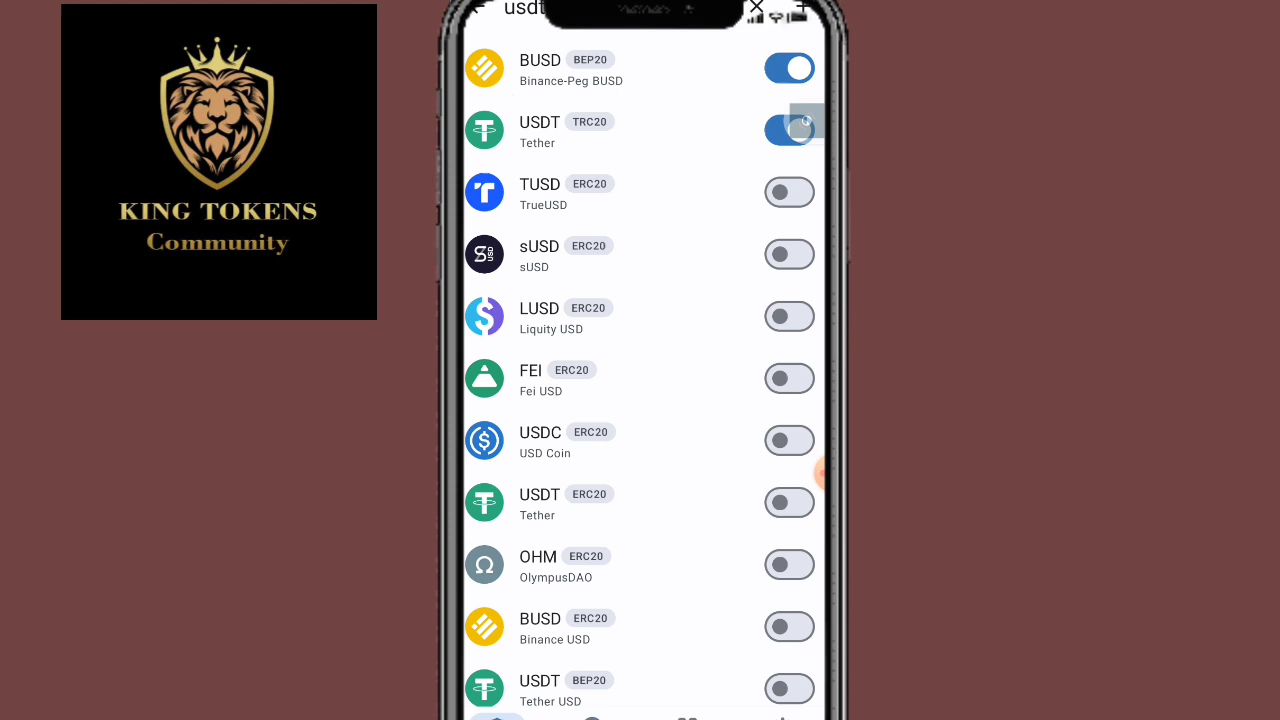 KING TOKENS
Community
usdt
BUSD BEP20
Binance-Peg BUSD
USDT TRC20
Tether
TUSD ERC20
TrueUSD
sUSD ERC20
sUSD
LUSD ERC20
Liquity USD
FEI ERC20
Fei USD
USDC ERC20
USD Coin
USDT ERC20
Tether
OHM ERC20
OlympusDAO
BUSD ERC20
Binance USD
USDT BEP20
Tether USD